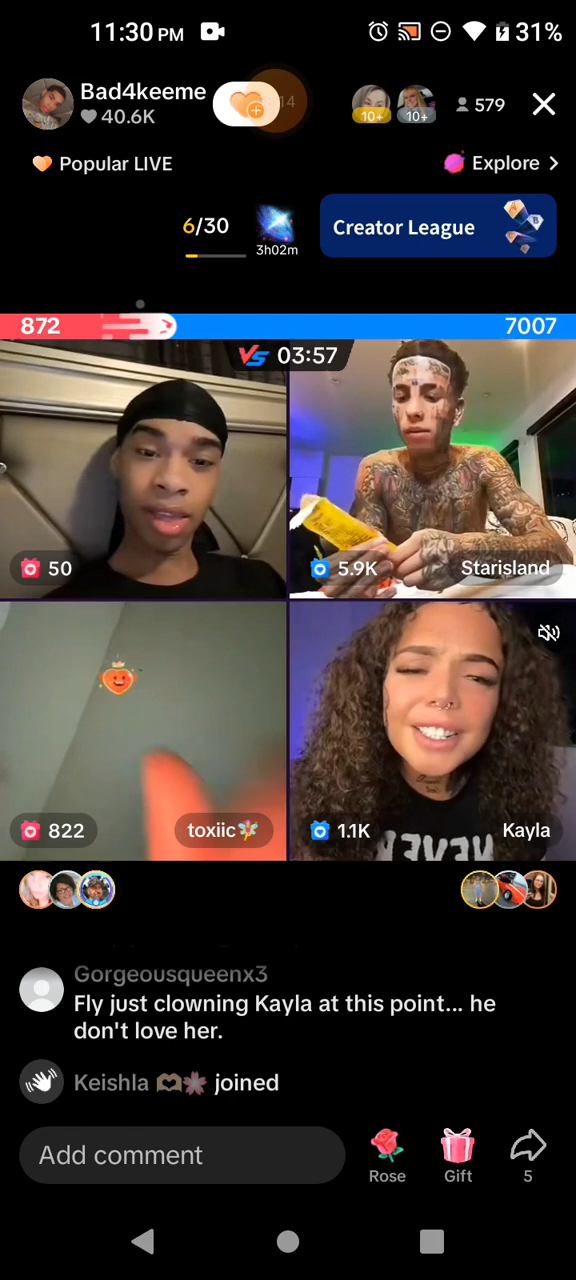 11:30 PM 31%
Bad4keeme
40.6K
10+ 10+ 579
Popular LIVE Explore
6/30
3h02m
Creator League
872 7007
VS 03:57
50
5.9K Starisland
822 toxiic
1.1K Kayla
NEVER
Gorgeousqueenx3
Fly just clowning Kayla at this point... he
don't love her.
Keishla 🫶🏽🌸 joined
Add comment
Rose Gift 5